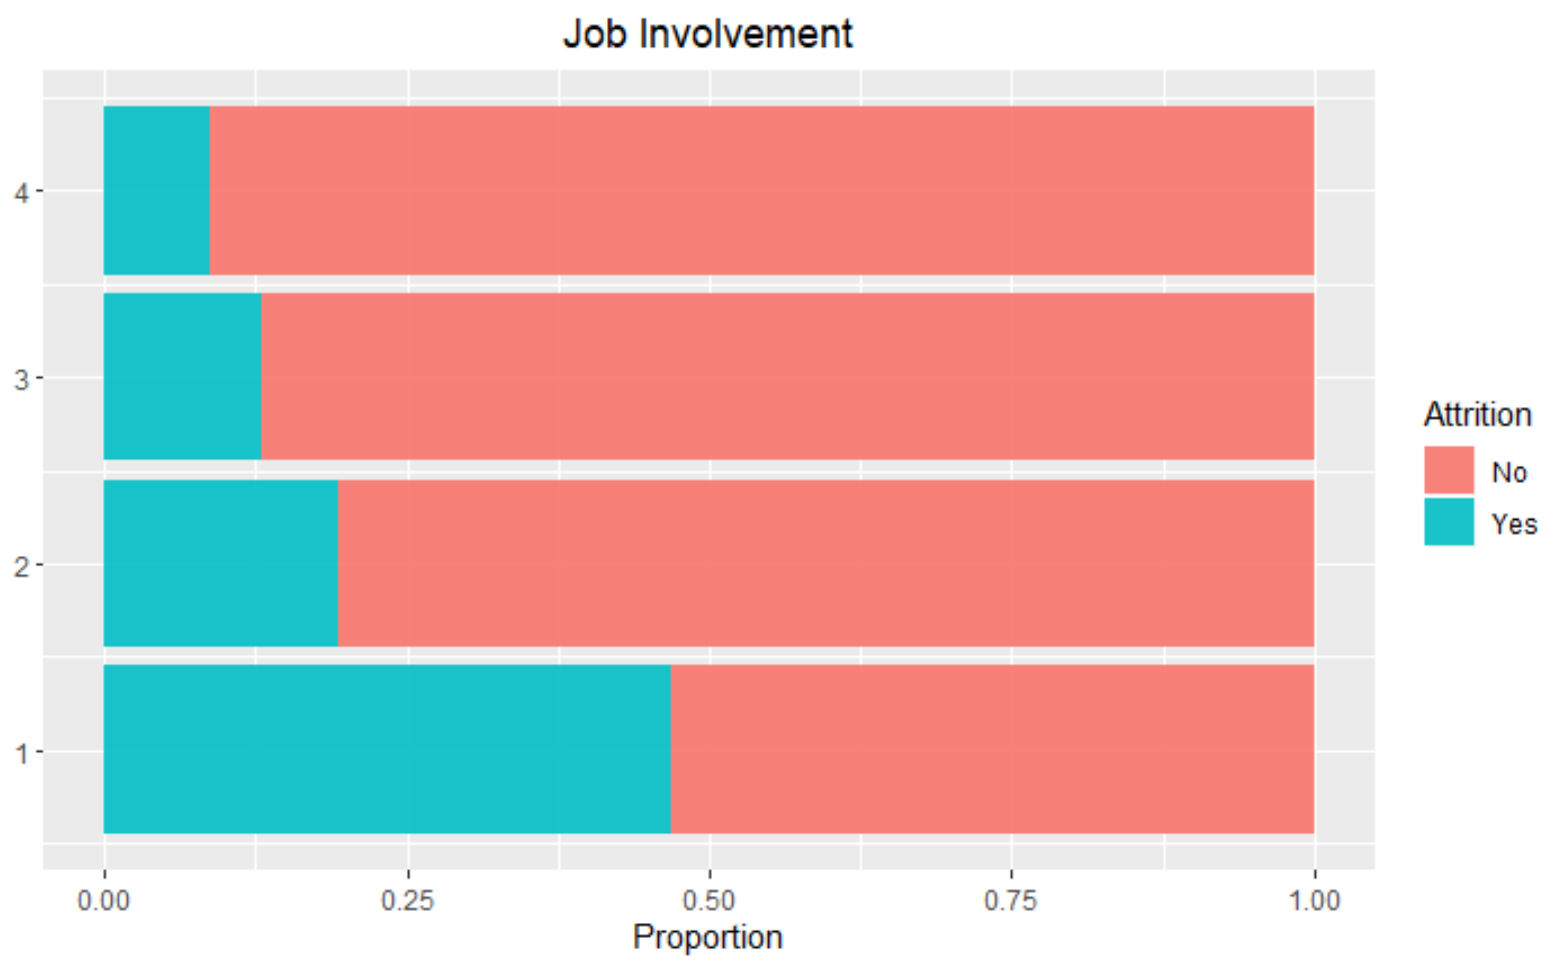 Job Involvement
4
3
2
1
0.00 0.25 0.50 0.75 1.00
Proportion
Attrition
No
Yes